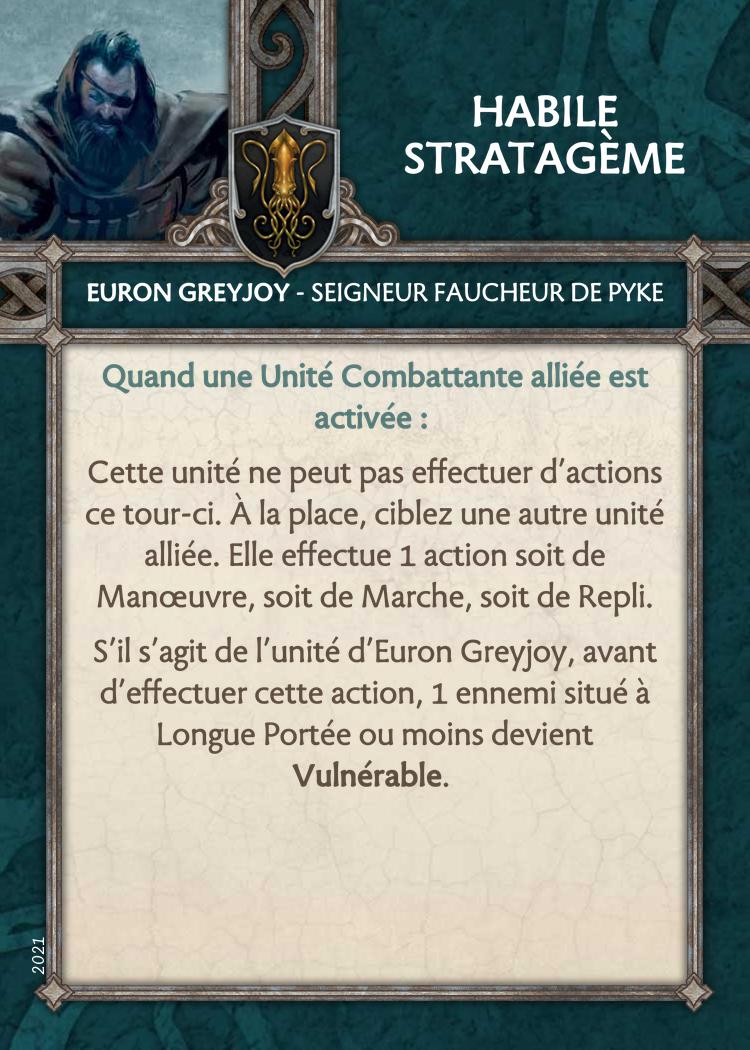 HABILE
STRATAGÈME
EURON GREYJOY - SEIGNEUR FAUCHEUR DE PYKE
Quand une Unité Combattante alliée est
activée :
Cette unité ne peut pas effectuer d’actions
ce tour-ci. À la place, ciblez une autre unité
alliée. Elle effectue 1 action soit de
Manœuvre, soit de Marche, soit de Repli.
S’il s’agit de l’unité d’Euron Greyjoy, avant
d’effectuer cette action, 1 ennemi situé à
Longue Portée ou moins devient
Vulnérable.
2021